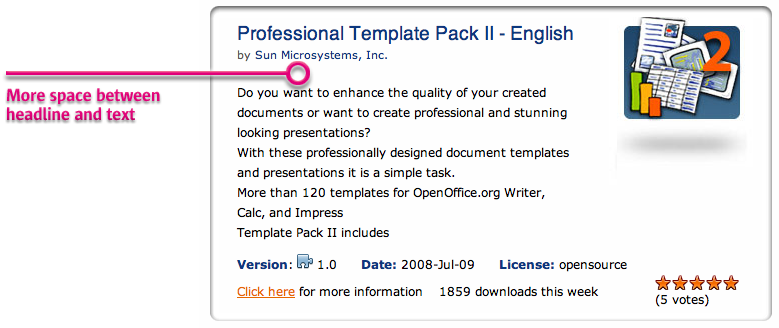 Professional Template Pack II - English
by Sun Microsystems, Inc.
More space between
headline and text
Do you want to enhance the quality of your created
documents or want to create professional and stunning
looking presentations?
With these professionally designed document templates
and presentations it is a simple task.
More than 120 templates for OpenOffice.org Writer,
Calc, and Impress
Template Pack II includes
2
Version: 1.0 Date: 2008-Jul-09 License: opensource
Click here for more information 1859 downloads this week
(5 votes)